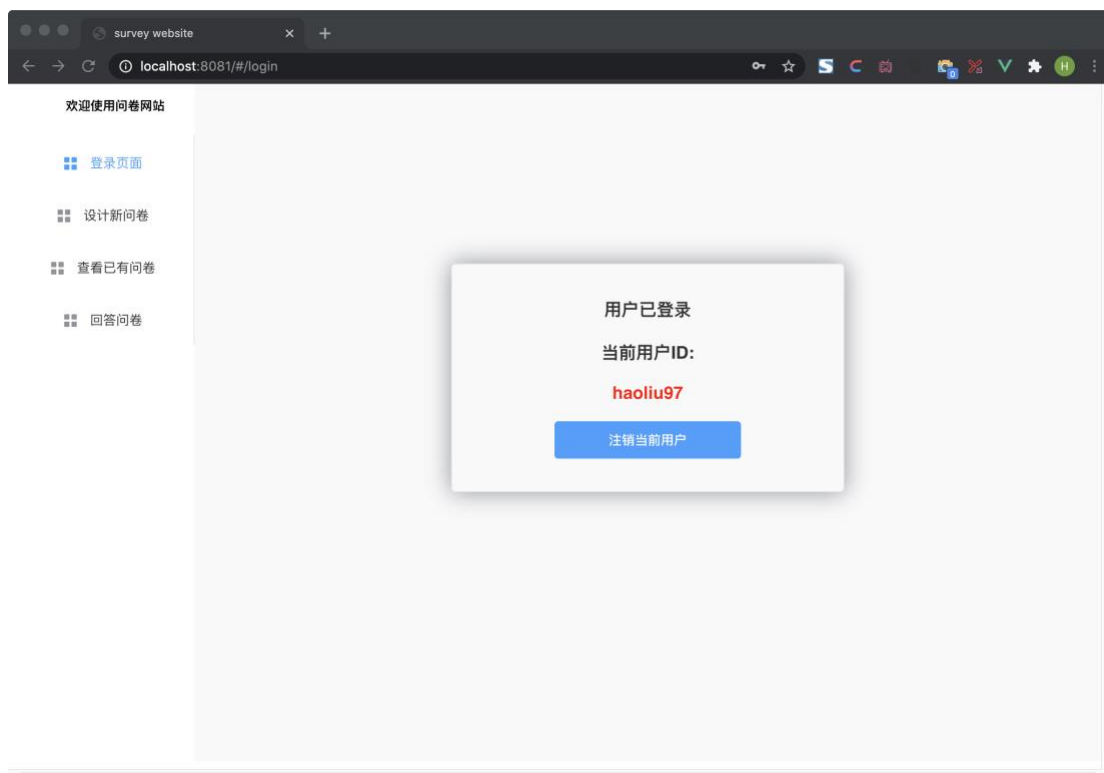 survey website
localhost:8081/#/login
0
H
欢迎使用问卷网站
登录页面
设计新问卷
查看已有问卷
回答问卷
用户已登录
当前用户ID:
haoliu97
注销当前用户